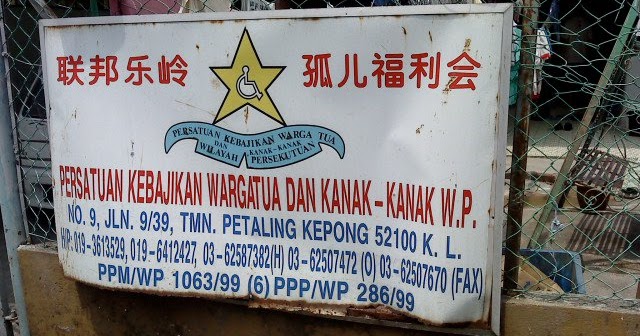 联邦乐岭 孤儿福利会
PERSATUAN KEBAJIKAN WARGA TUA
DAN
WILAYAH KANAK-KANAK PERSEKUTUAN
PERSATUAN KEBAJIKAN WARGATUA DAN KANAK-KANAK W.P.
NO. 9, JLN. 9/39, TMN. PETALING KEPONG 52100 K. L.
H/P: 019-3613529, 019-6412427, 03-62587382(H) 03-62507472 (O) 03-62507670 (FAX)
PPM/WP 1063/99 (6) PPP/WP 286/99